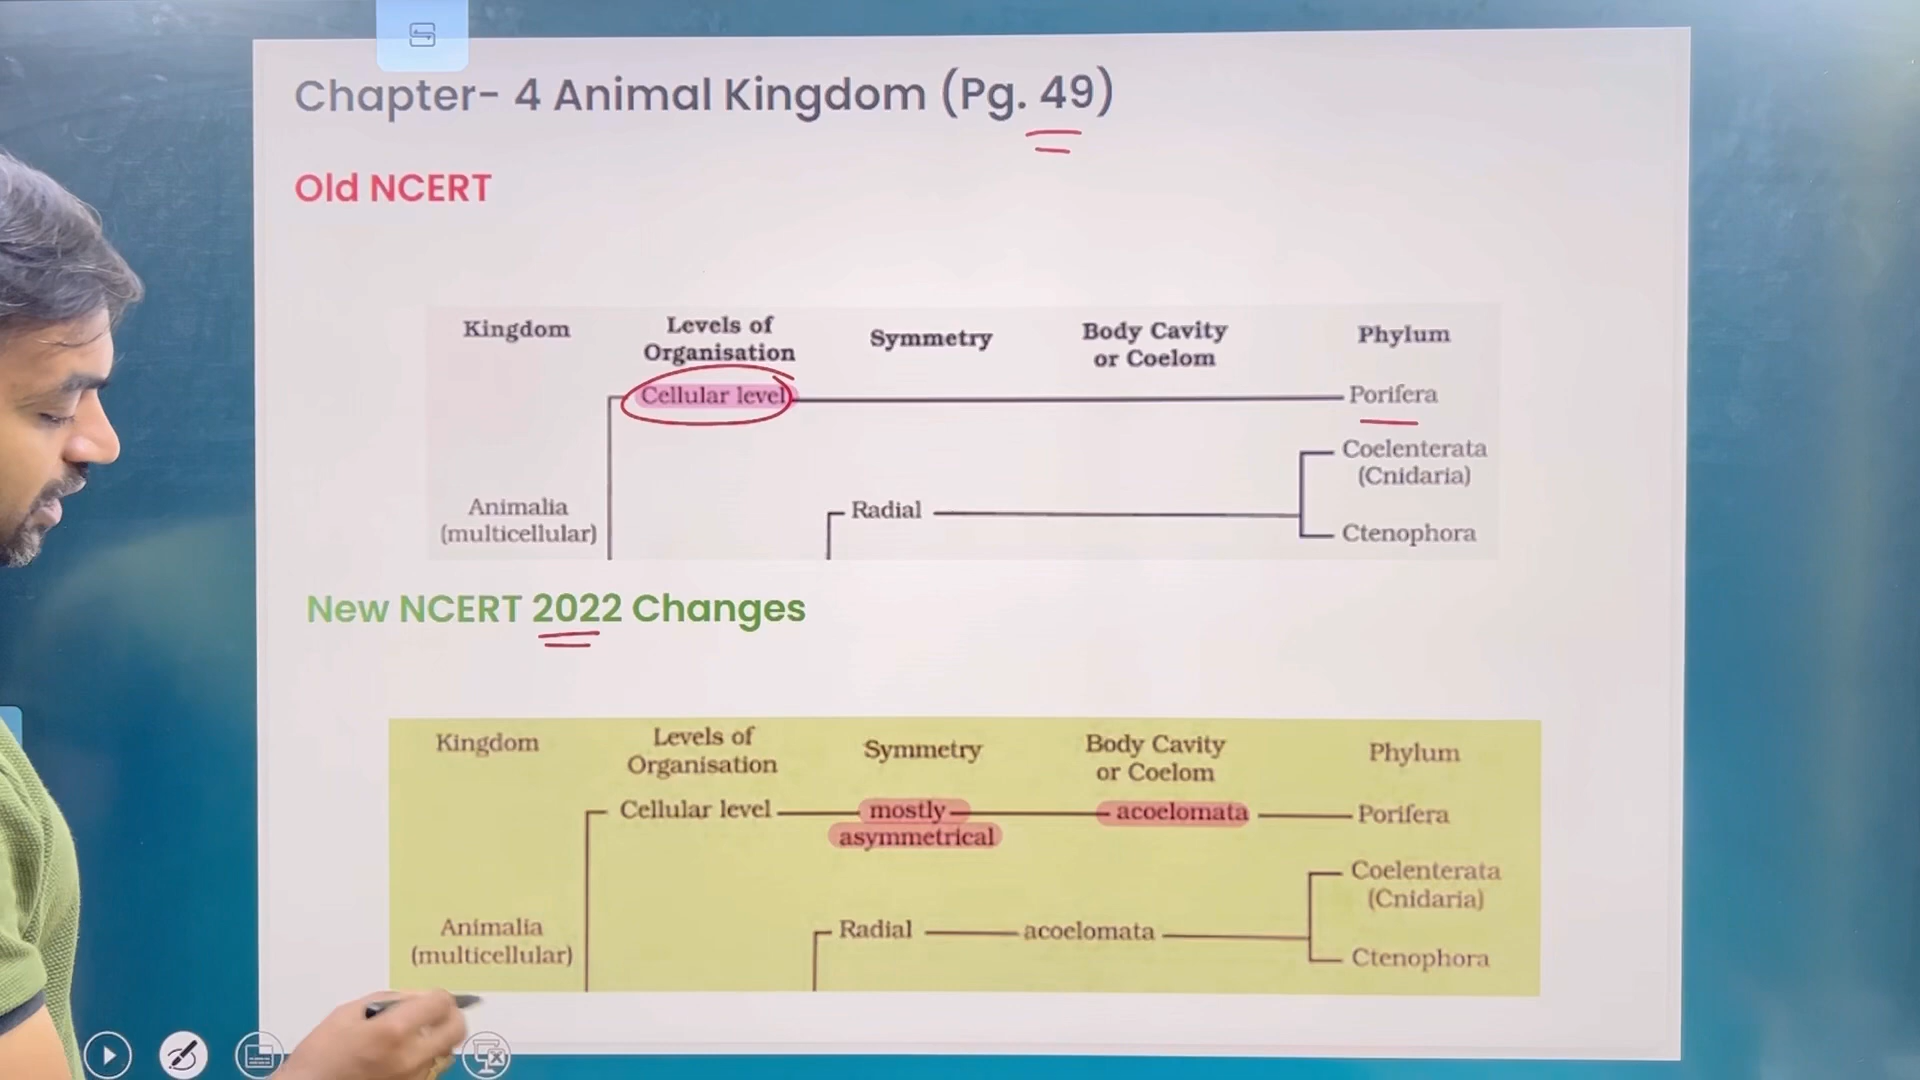 Chapter- 4 Animal Kingdom (Pg. 49)
Old NCERT
Kingdom Levels of Organisation Symmetry Body Cavity or Coelom Phylum
Cellular level Porifera
Coelenterata
(Cnidaria)
Animalia Radial
(multicellular) Ctenophora
New NCERT 2022 Changes
Kingdom Levels of Organisation Symmetry Body Cavity or Coelom Phylum
Cellular level mostly acoelomata Porifera
asymmetrical
Coelenterata
(Cnidaria)
Animalia Radial acoelomata
(multicellular) Ctenophora